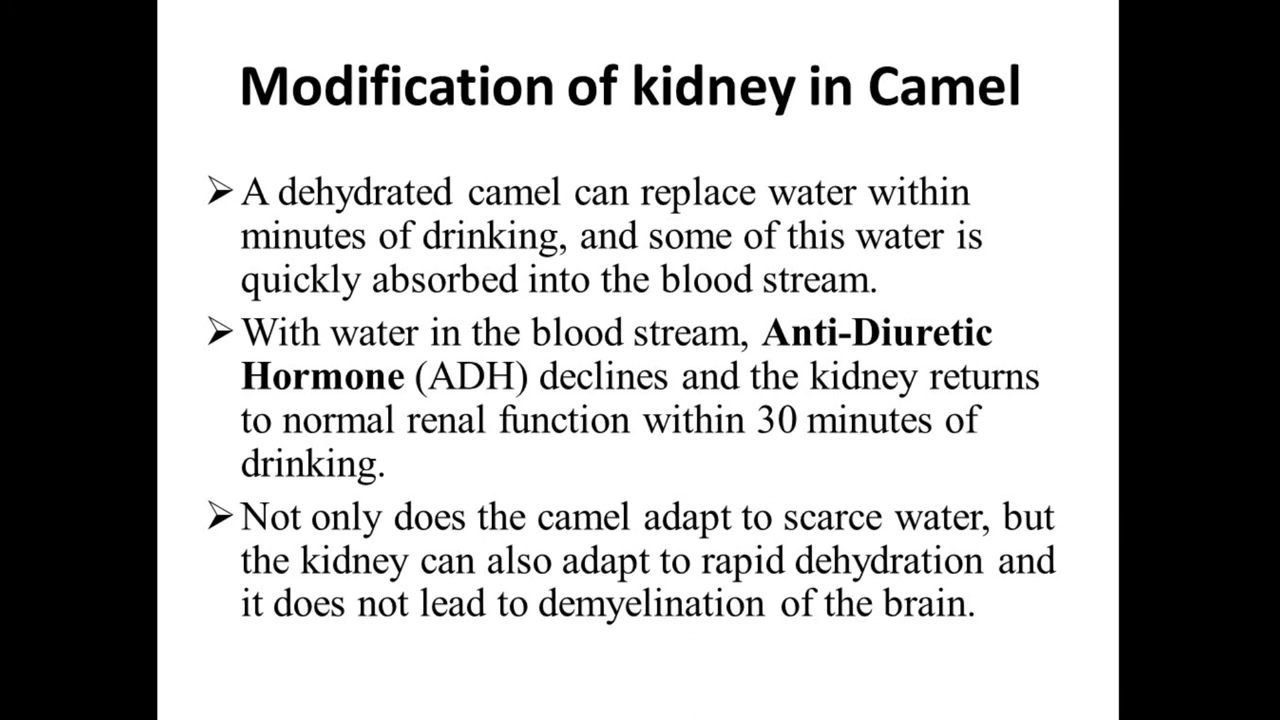 Modification of kidney in Camel
➢ A dehydrated camel can replace water within
minutes of drinking, and some of this water is
quickly absorbed into the blood stream.
➢ With water in the blood stream, Anti-Diuretic
Hormone (ADH) declines and the kidney returns
to normal renal function within 30 minutes of
drinking.
➢ Not only does the camel adapt to scarce water, but
the kidney can also adapt to rapid dehydration and
it does not lead to demyelination of the brain.